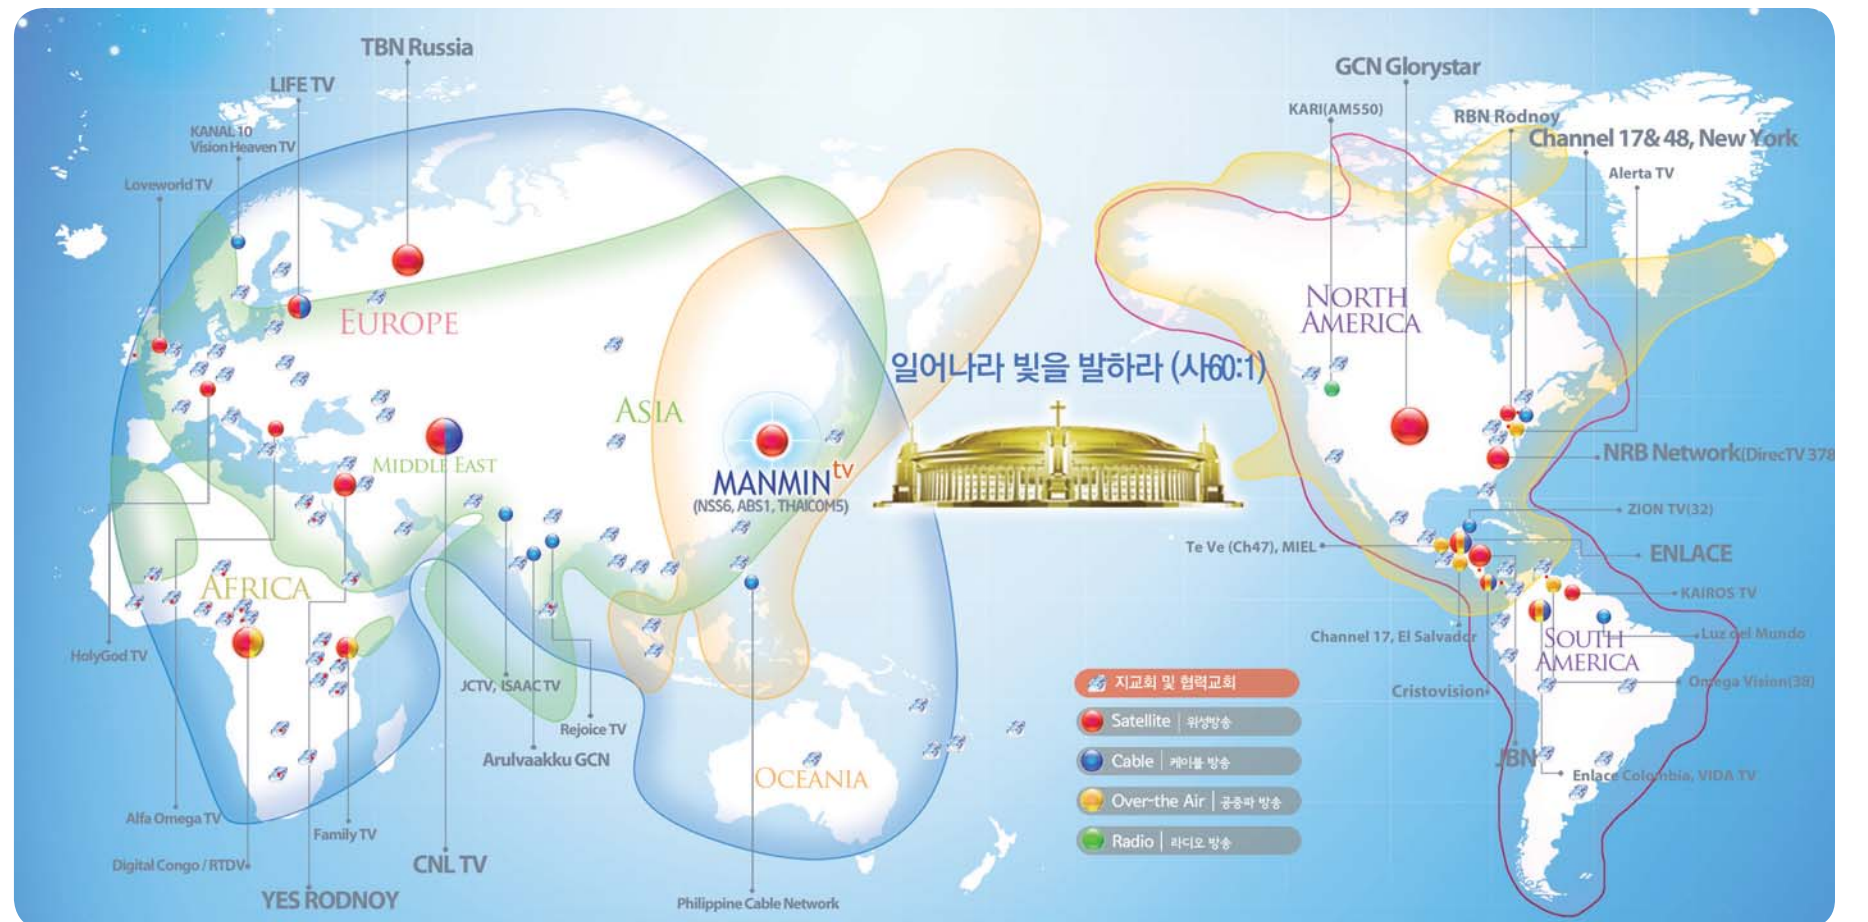 TBN Russia
LIFE TV
KANAL 10
Vision Heaven TV
Loveworld TV
EUROPE
ASIA
MIDDLE EAST
AFRICA
MANMIN tv
(NSS6, ABS1, THAICOM5)
HolyGod TV
JCTV, ISAAC TV
Rejoice TV
Arulvaakku GCN
OCEANIA
Alfa Omega TV
Family TV
Digital Congo / RTDV
CNL TV
YES RODNOY
Philippine Cable Network
일어나라 빛을 발하라 (사60:1)
GCN Glorystar
KARI(AM550)
RBN Rodnoy
Channel 17& 48, New York
Alerta TV
NORTH
AMERICA
NRB Network(DirecTV 378
ZION TV(32)
Te Ve (Ch47), MIEL
ENLACE
KAIROS TV
Channel 17, El Salvador
SOUTH
AMERICA
Luz del Mundo
Omega Vision(38)
Cristovision
JBN
Enlace Colombia, VIDA TV
지교회 및 협력교회
Satellite | 위성방송
Cable | 케이블 방송
Over-the Air | 공중파 방송
Radio | 라디오 방송